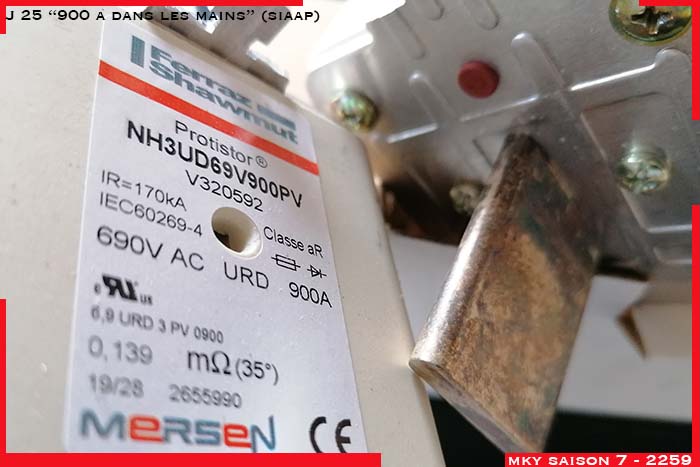 J 25 “900 A DANS LES MAINS” (SIAAP)
Ferraz
Shawmut
Protistor®
NH3UD69V900PV
V320592
IR=170kA
IEC60269-4
Classe aR
690V AC URD 900A
c RU us
6,9 URD 3 PV 0900
0,139 mΩ (35°)
19/28 2655990
MERSEN CE
MKY SAISON 7 - 2259